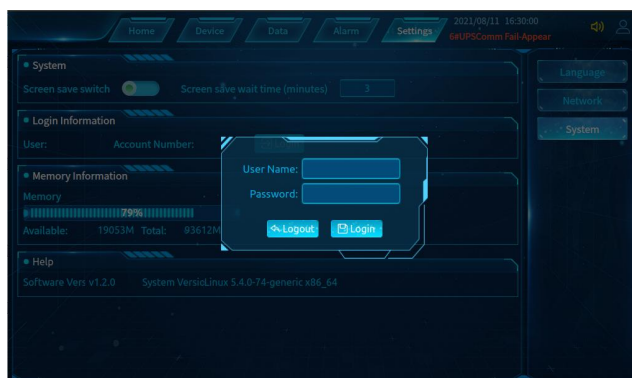 Home Device Data Alarm Settings 2021/08/11 16:30:00
6#UPSComm Fail-Appear
System
Screen save switch Screen save wait time (minutes) 3
Language
Network
System
Login Information
User: Account Number:
User Name:
Password:
Logout Login
Memory Information
Memory
79%
Available: 19053M Total: 93612M
Help
Software Vers v1.2.0 System VersicLinux 5.4.0-74-generic x86_64